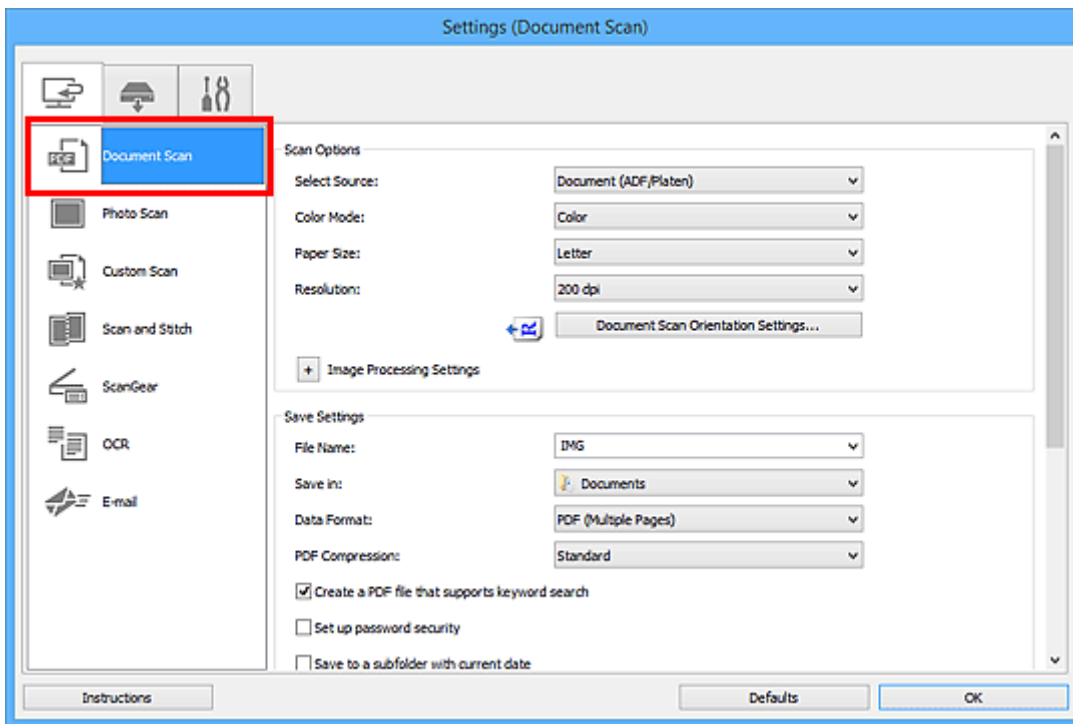 Settings (Document Scan)
PDF
Document Scan
Photo Scan
Custom Scan
Scan and Stitch
ScanGear
OCR
E-mail
Scan Options
Select Source: Document (ADF/Platen)
Color Mode: Color
Paper Size: Letter
Resolution: 200 dpi
R Document Scan Orientation Settings...
+ Image Processing Settings
Save Settings
File Name: IMG
Save in: Documents
Data Format: PDF (Multiple Pages)
PDF Compression: Standard
Create a PDF file that supports keyword search
Set up password security
Save to a subfolder with current date
Instructions Defaults OK